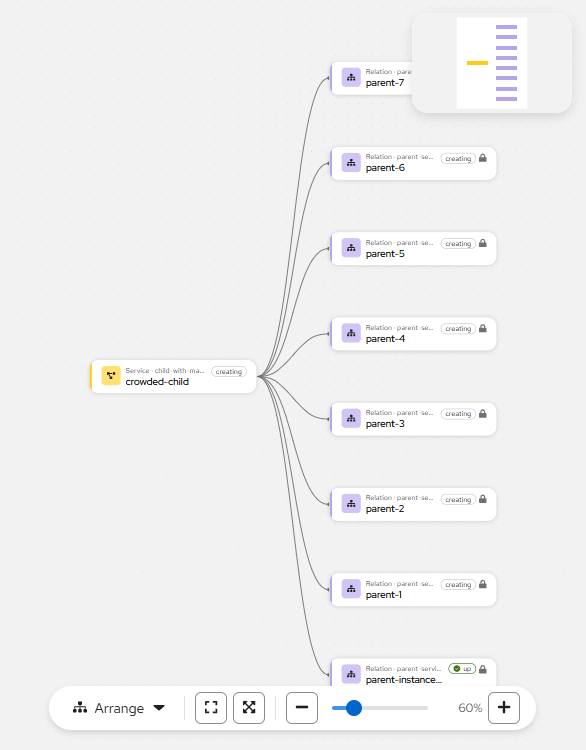 Relation · pare
parent-7
Relation · parent-se...
creating
parent-6
Relation · parent-se...
creating
parent-5
Relation · parent-se...
creating
parent-4
Service · child-with-ma...
creating
crowded-child
Relation · parent-se...
creating
parent-3
Relation · parent-se...
creating
parent-2
Relation · parent-se...
creating
parent-1
Relation · parent-servi...
up
parent-instance...
Arrange
60%